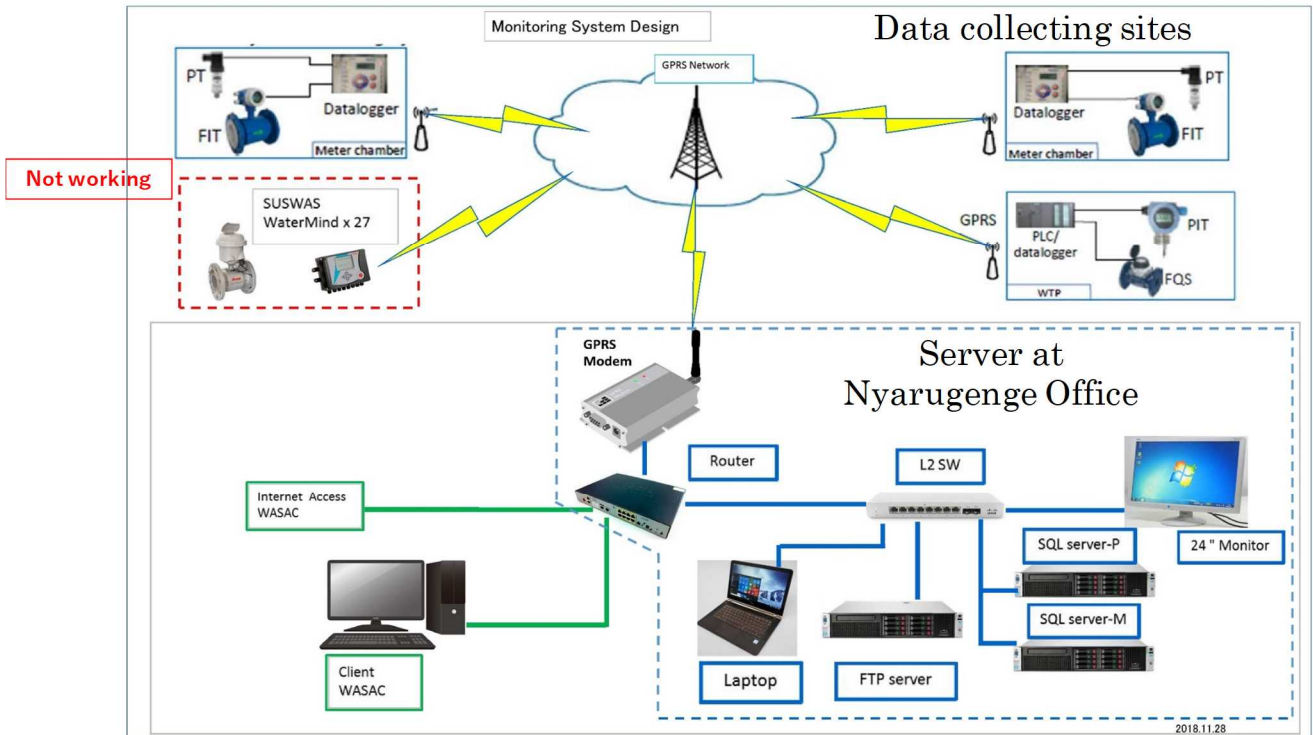 Monitoring System Design
Data collecting sites
GPRS Network
PT
Datalogger
FIT
Meter chamber
Datalogger
PT
FIT
Meter chamber
Not working
SUSWAS
WaterMind x 27
GPRS
PLC/
datalogger
PIT
FQS
WTP
GPRS
Modem
Server at
Nyarugenge Office
Router
L2 SW
Internet Access
WASAC
SQL server-P
24 " Monitor
SQL server-M
Client
WASAC
Laptop
FTP server
2018.11.28